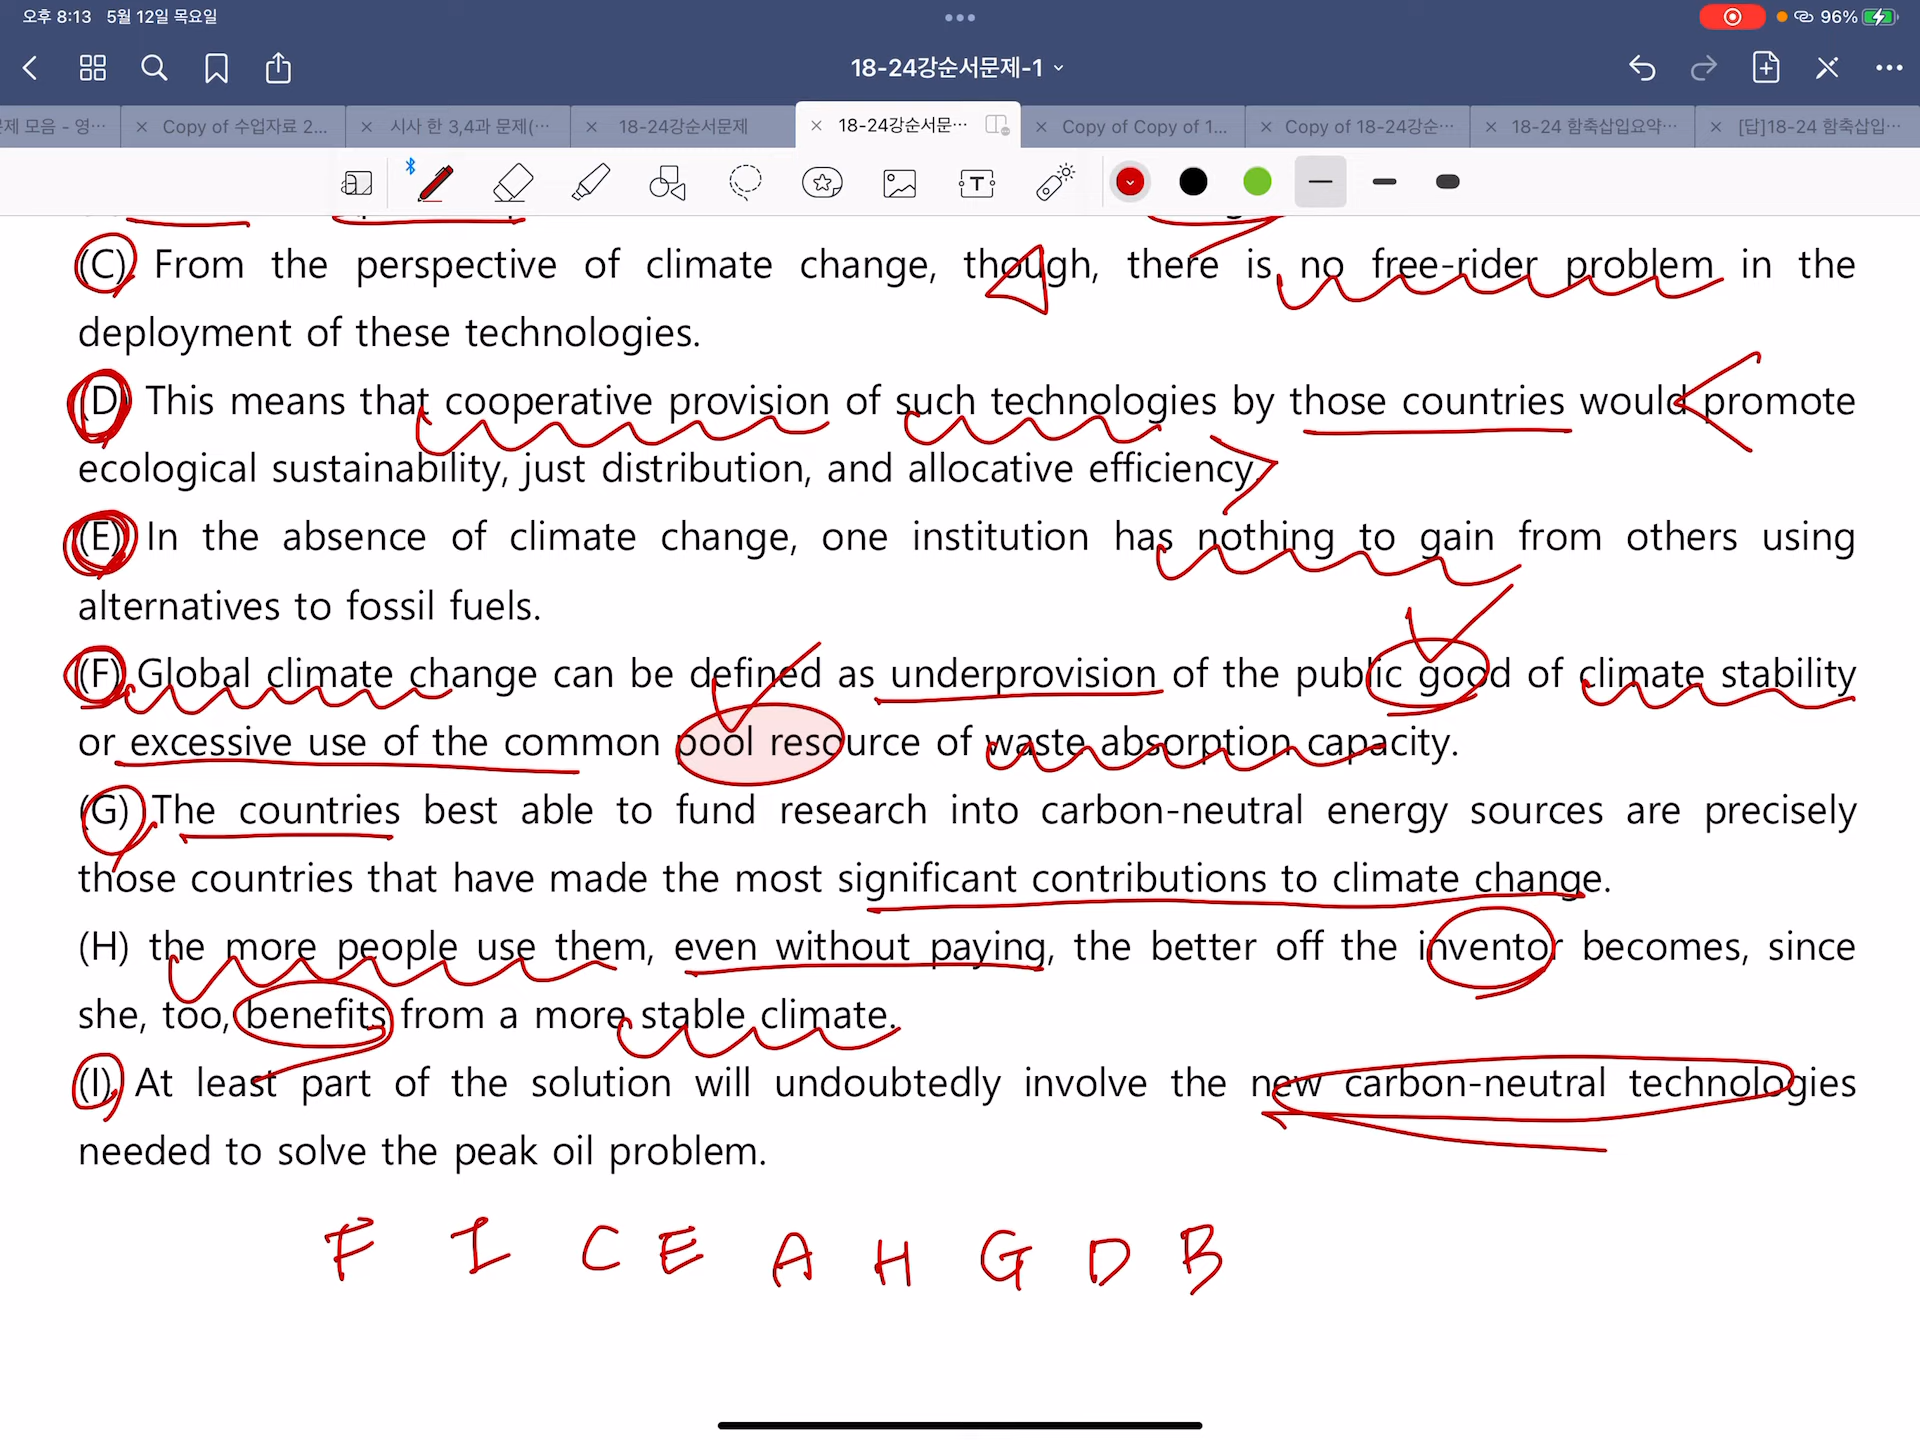 오후 8:13 5월 12일 목요일
96%
18-24강순서문제-1
제 모음 - 영…
Copy of 수업자료 2...
시사 한 3,4과 문제(…
18-24강순서문제
18-24강순서문…
Copy of Copy of 1...
Copy of 18-24강순…
18-24 함축삽입요약…
[답]18-24 함축삽입…
(C) From the perspective of climate change, though, there is no free-rider problem in the
deployment of these technologies.
(D) This means that cooperative provision of such technologies by those countries would promote
ecological sustainability, just distribution, and allocative efficiency.
(E) In the absence of climate change, one institution has nothing to gain from others using
alternatives to fossil fuels.
(F) Global climate change can be defined as underprovision of the public good of climate stability
or excessive use of the common pool resource of waste absorption capacity.
(G) The countries best able to fund research into carbon-neutral energy sources are precisely
those countries that have made the most significant contributions to climate change.
(H) the more people use them, even without paying, the better off the inventor becomes, since
she, too, benefits from a more stable climate.
(I) At least part of the solution will undoubtedly involve the new carbon-neutral technologies
needed to solve the peak oil problem.
F I C E A H G D B